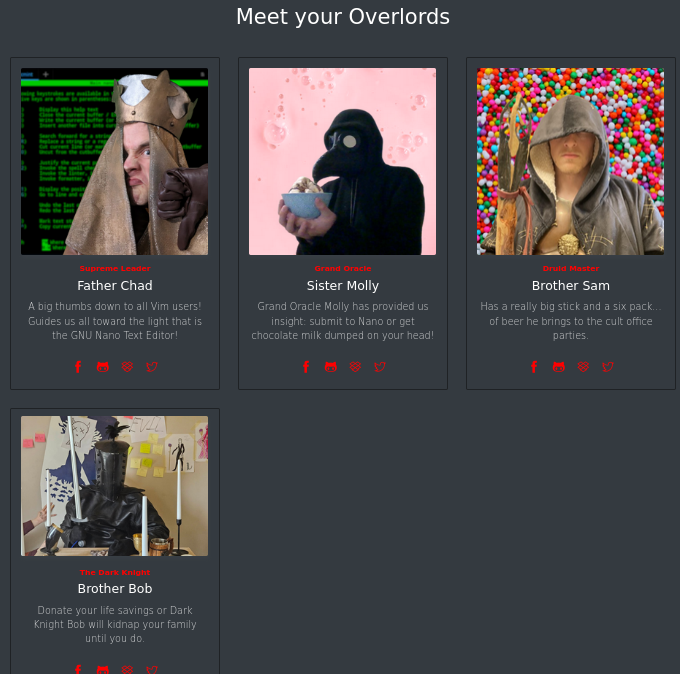 Meet your Overlords
Supreme Leader
Father Chad
A big thumbs down to all Vim users!
Guides us all toward the light that is
the GNU Nano Text Editor!
Grand Oracle
Sister Molly
Grand Oracle Molly has provided us
insight: submit to Nano or get
chocolate milk dumped on your head!
Druid Master
Brother Sam
Has a really big stick and a six pack...
of beer he brings to the cult office
parties.
The Dark Knight
Brother Bob
Donate your life savings or Dark
Knight Bob will kidnap your family
until you do.